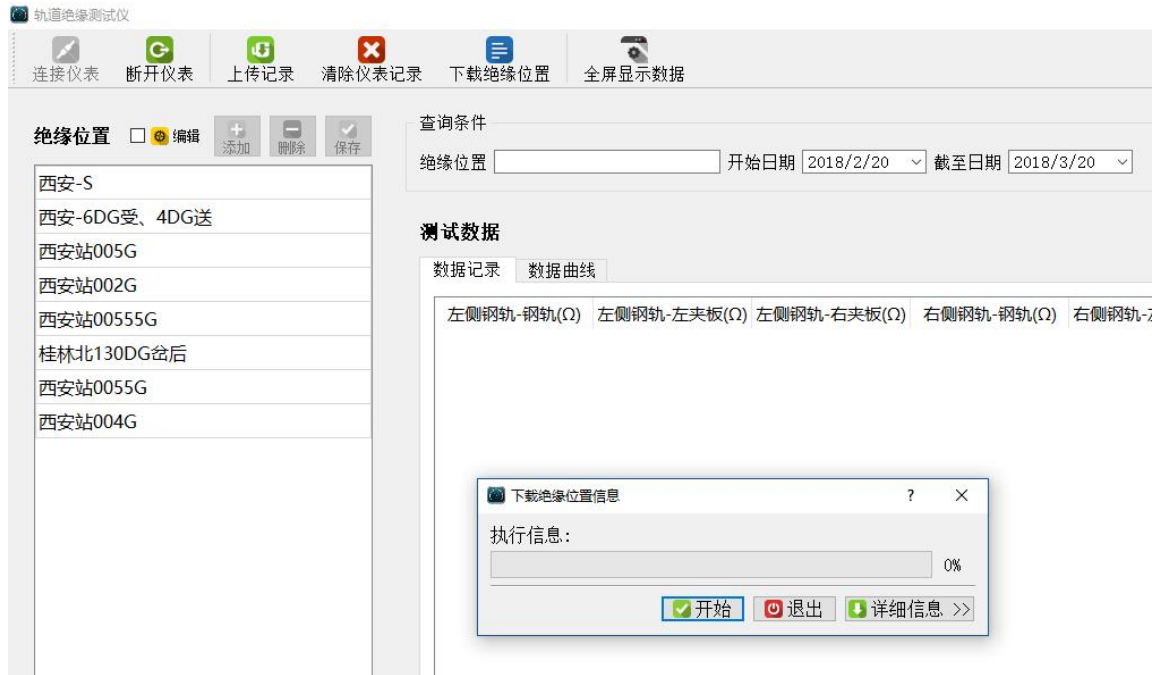 轨道绝缘测试仪
连接仪表 断开仪表 上传记录 清除仪表记录 下载绝缘位置 全屏显示数据
绝缘位置 编辑 添加 删除 保存
查询条件
绝缘位置 开始日期 2018/2/20 截至日期 2018/3/20
西安-S
西安-6DG受、4DG送
西安站005G
西安站002G
西安站00555G
桂林北130DG岔后
西安站0055G
西安站004G
测试数据
数据记录 数据曲线
左侧钢轨-钢轨(Ω) 左侧钢轨-左夹板(Ω) 左侧钢轨-右夹板(Ω) 右侧钢轨-钢轨(Ω) 右侧钢轨-
下载绝缘位置信息 ?
执行信息:
0%
开始 退出 详细信息 >>